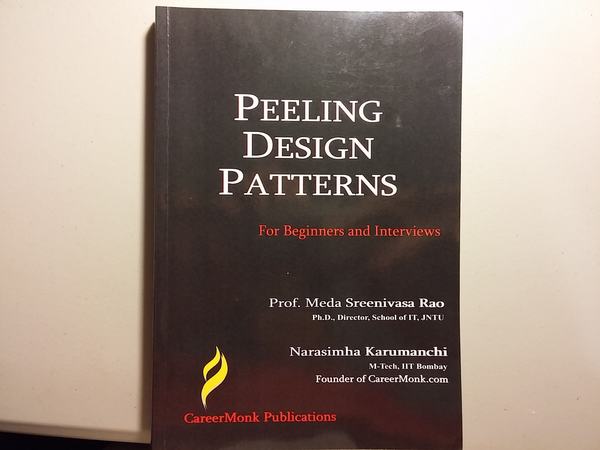 PEELING
DESIGN
PATTERNS
For Beginners and Interviews
Prof. Meda Sreenivasa Rao
Ph.D., Director, School of IT, JNTU
Narasimha Karumanchi
M-Tech, IIT Bombay
Founder of CareerMonk.com
CareerMonk Publications